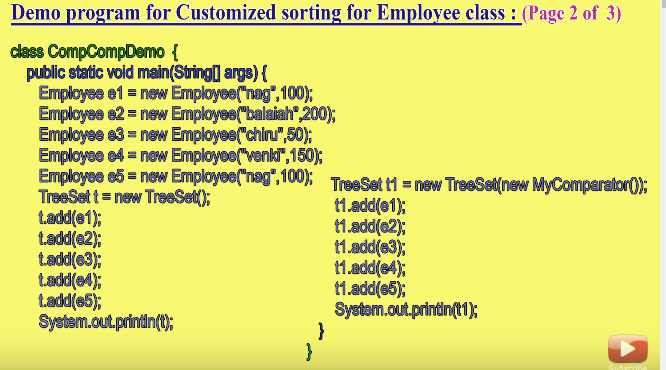 Demo program for Customized sorting for Employee class : (Page 2 of 3)
class CompCompDemo {
public static void main(String[] args) {
Employee e1 = new Employee("nag",100);
Employee e2 = new Employee("balaiah",200);
Employee e3 = new Employee("chiru",50);
Employee e4 = new Employee("venki",150);
Employee e5 = new Employee("nag",100);
TreeSet t = new TreeSet();
t.add(e1);
t.add(e2);
t.add(e3);
t.add(e4);
t.add(e5);
System.out.println(t);
TreeSet t1 = new TreeSet(new MyComparator());
t1.add(e1);
t1.add(e2);
t1.add(e3);
t1.add(e4);
t1.add(e5);
System.out.println(t1);
}
}
Subscribe